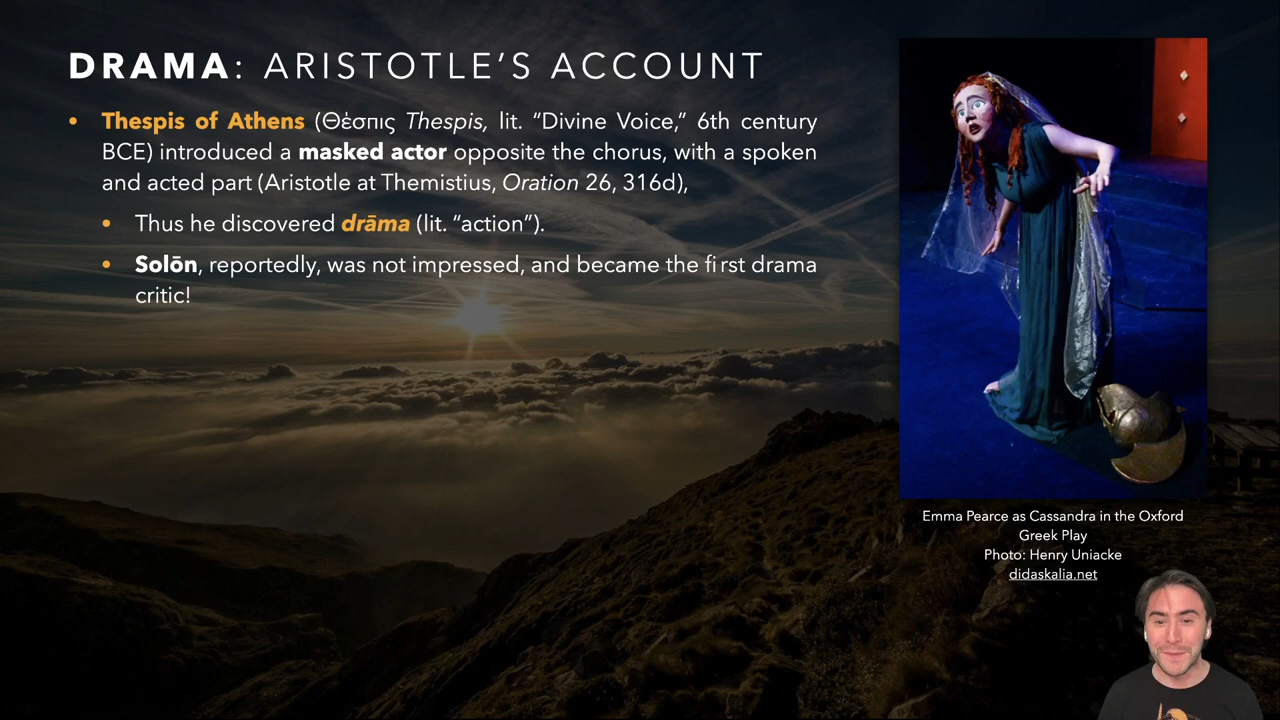 DRAMA: ARISTOTLE'S ACCOUNT
• Thespis of Athens (Θέσπις Thespis, lit. “Divine Voice,” 6th century
BCE) introduced a masked actor opposite the chorus, with a spoken
and acted part (Aristotle at Themistius, Oration 26, 316d),
• Thus he discovered drāma (lit. “action”).
• Solōn, reportedly, was not impressed, and became the first drama
critic!
Emma Pearce as Cassandra in the Oxford
Greek Play
Photo: Henry Uniacke
didaskalia.net